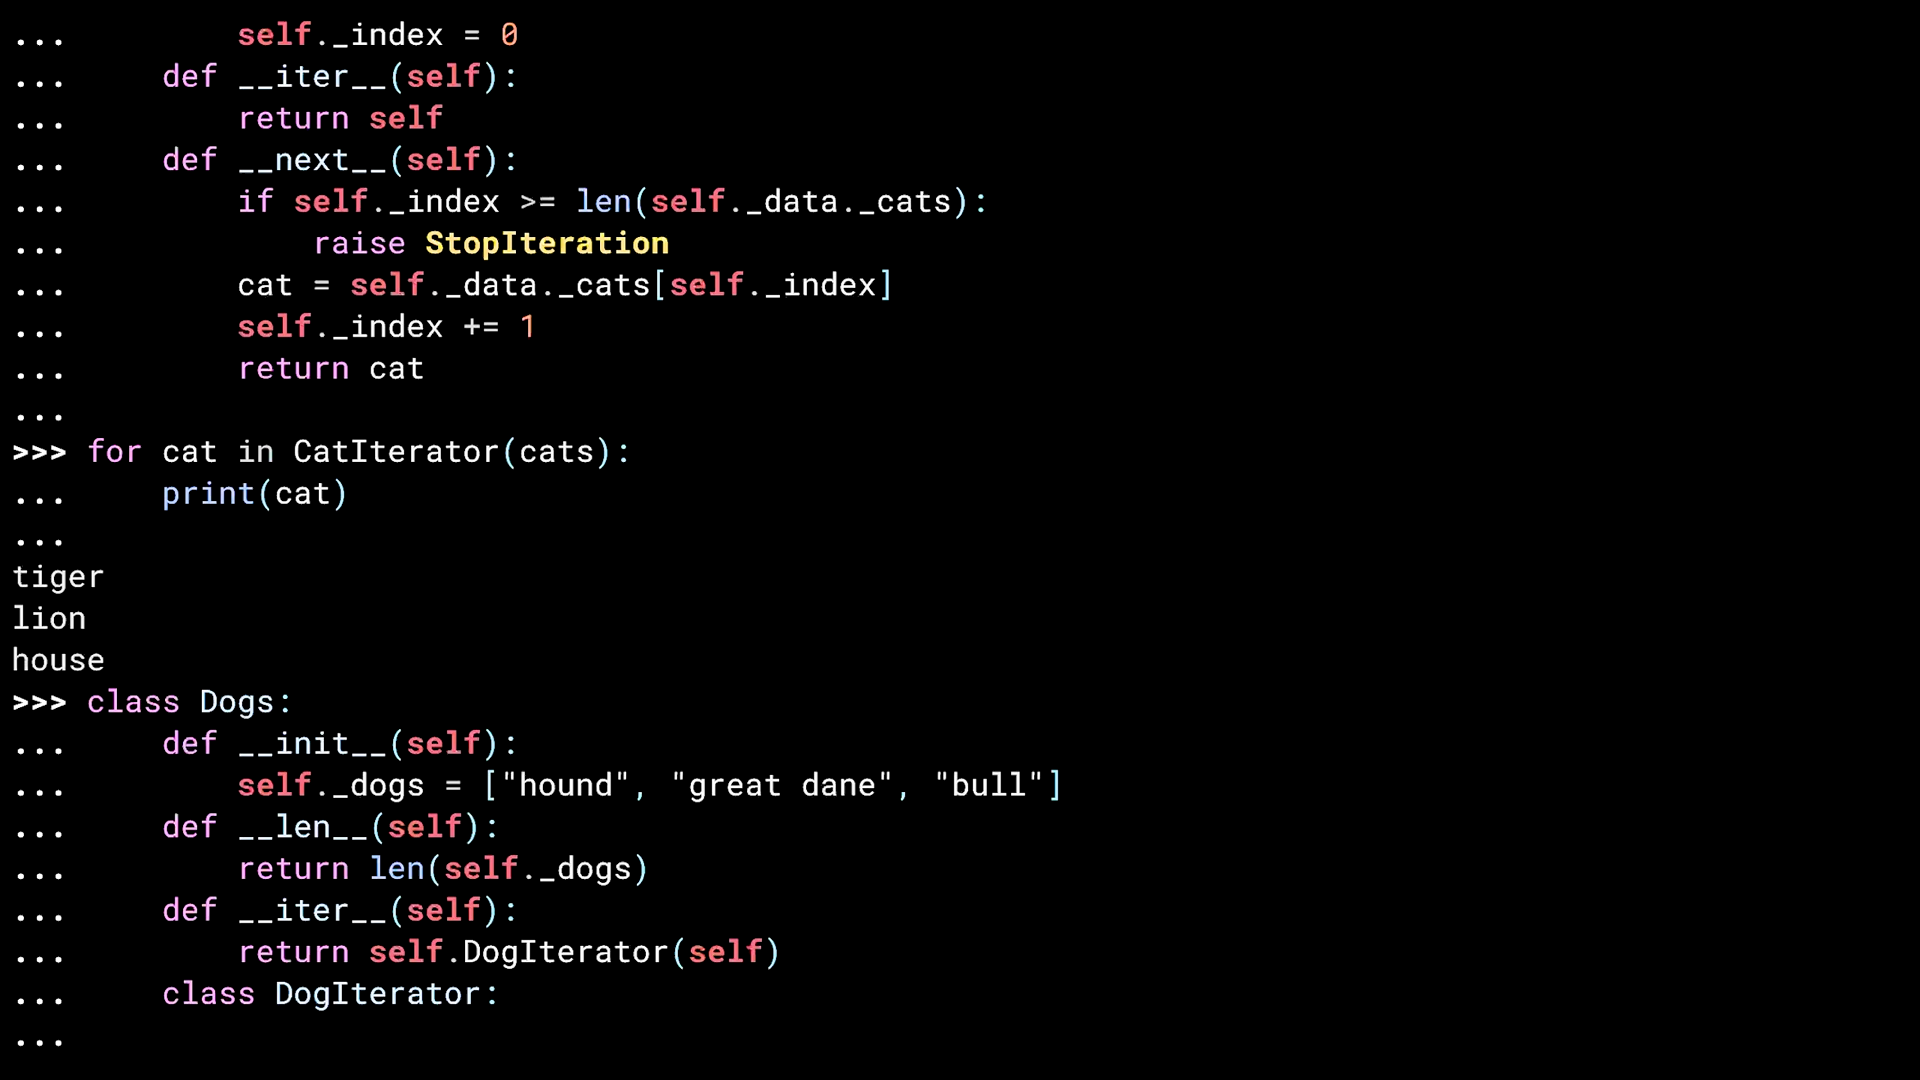 ...         self._index = 0
...     def __iter__(self):
...         return self
...     def __next__(self):
...         if self._index >= len(self._data._cats):
...             raise StopIteration
...         cat = self._data._cats[self._index]
...         self._index += 1
...         return cat
...
>>> for cat in CatIterator(cats):
...     print(cat)
...
tiger
lion
house
>>> class Dogs:
...     def __init__(self):
...         self._dogs = ["hound", "great dane", "bull"]
...     def __len__(self):
...         return len(self._dogs)
...     def __iter__(self):
...         return self.DogIterator(self)
...     class DogIterator:
...